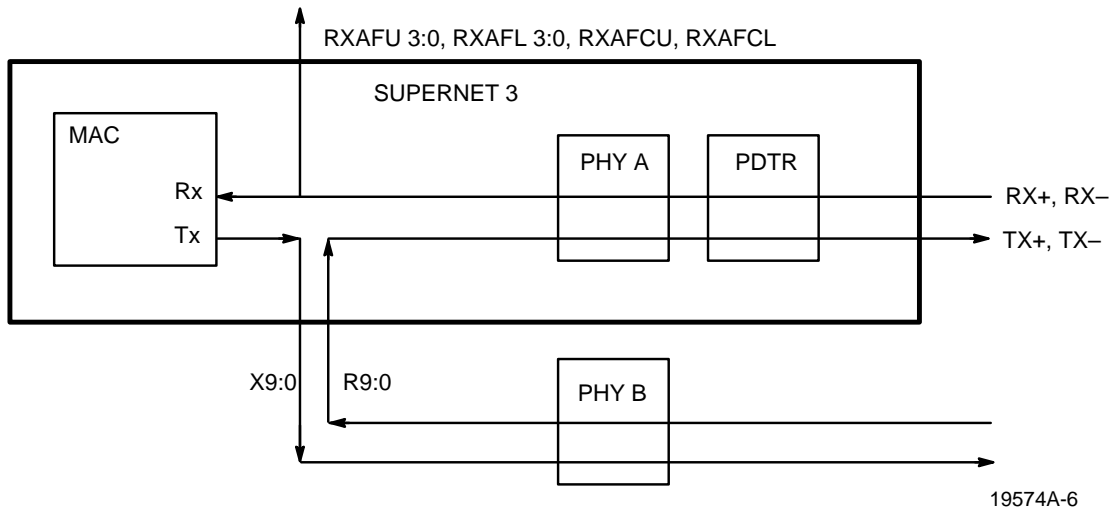 RXAFU 3:0, RXAFL 3:0, RXAFCU, RXAFCL
SUPERNET 3
MAC
PHY A
PDTR
Rx
RX+, RX–
Tx
TX+, TX–
X9:0
R9:0
PHY B
19574A-6